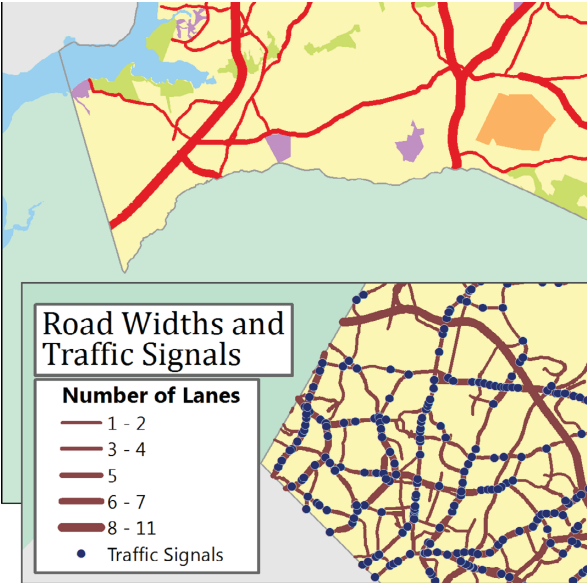 Road Widths and
Traffic Signals
Number of Lanes
1 - 2
3 - 4
5
6 - 7
8 - 11
Traffic Signals